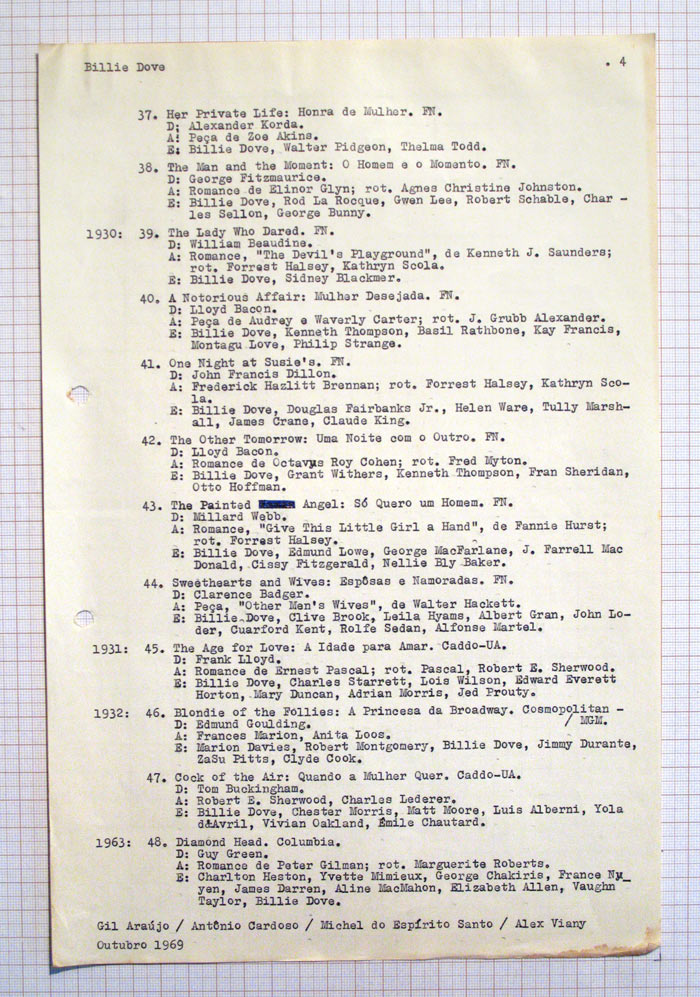 Billie Dove . 4
37. Her Private Life: Honra de Mulher. FN.
D: Alexander Korda.
A: Peça de Zoe Akins.
E: Billie Dove, Walter Pidgeon, Thelma Todd.
38. The Man and the Moment: O Homem e o Momento. FN.
D: George Fitzmaurice.
A: Romance de Elinor Glyn; rot. Agnes Christine Johnston.
E: Billie Dove, Rod La Rocque, Gwen Lee, Robert Schable, Char -
les Sellon, George Bunny.
1930: 39. The Lady Who Dared. FN.
D: William Beaudine.
A: Romance, "The Devil's Playground", de Kenneth J. Saunders;
rot. Forrest Halsey, Kathryn Scola.
E: Billie Dove, Sidney Blackmer.
40. A Notorious Affair: Mulher Desejada. FN.
D: Lloyd Bacon.
A: Peça de Audrey e Waverly Carter; rot. J. Grubb Alexander.
E: Billie Dove, Kenneth Thompson, Basil Rathbone, Kay Francis,
Montagu Love, Philip Strange.
41. One Night at Susie's. FN.
D: John Francis Dillon.
A: Frederick Hazlitt Brennan; rot. Forrest Halsey, Kathryn Sco-
la.
E: Billie Dove, Douglas Fairbanks Jr., Helen Ware, Tully Marsh-
all, James Crane, Claude King.
42. The Other Tomorrow: Uma Noite com o Outro. FN.
D: Lloyd Bacon.
A: Romance de Octavus Roy Cohen; rot. Fred Myton.
E: Billie Dove, Grant Withers, Kenneth Thompson, Fran Sheridan,
Otto Hoffman.
43. The Painted Angel: Só Quero um Homem. FN.
D: Millard Webb.
A: Romance, "Give This Little Girl a Hand", de Fannie Hurst;
rot. Forrest Halsey.
E: Billie Dove, Edmund Lowe, George MacFarlane, J. Farrell Mac
Donald, Cissy Fitzgerald, Nellie Bly Baker.
44. Sweethearts and Wives: Espôsas e Namoradas. FN.
D: Clarence Badger.
A: Peça, "Other Men's Wives", de Walter Hackett.
E: Billie Dove, Clive Brook, Leila Hyams, Albert Gran, John Lo-
der, Cuarford Kent, Rolfe Sedan, Alfonse Martel.
1931: 45. The Age for Love: A Idade para Amar. Caddo-UA.
D: Frank Lloyd.
A: Romance de Ernest Pascal; rot. Pascal, Robert E. Sherwood.
E: Billie Dove, Charles Starrett, Lois Wilson, Edward Everett
Horton, Mary Duncan, Adrian Morris, Jed Prouty.
1932: 46. Blondie of the Follies: A Princesa da Broadway. Cosmopolitan -
D: Edmund Goulding. / MGM.
A: Frances Marion, Anita Loos.
E: Marion Davies, Robert Montgomery, Billie Dove, Jimmy Durante,
ZaSu Pitts, Clyde Cook.
47. Cock of the Air: Quando a Mulher Quer. Caddo-UA.
D: Tom Buckingham.
A: Robert E. Sherwood, Charles Lederer.
E: Billie Dove, Chester Morris, Matt Moore, Luis Alberni, Yola
d'Avril, Vivian Oakland, Émile Chautard.
1963: 48. Diamond Head. Columbia.
D: Guy Green.
A: Romance de Peter Gilman; rot. Marguerite Roberts.
E: Charlton Heston, Yvette Mimieux, George Chakiris, France Nu_
yen, James Darren, Aline MacMahon, Elizabeth Allen, Vaughn
Taylor, Billie Dove.
Gil Araújo / Antônio Cardoso / Michel do Espírito Santo / Alex Viany
Outubro 1969